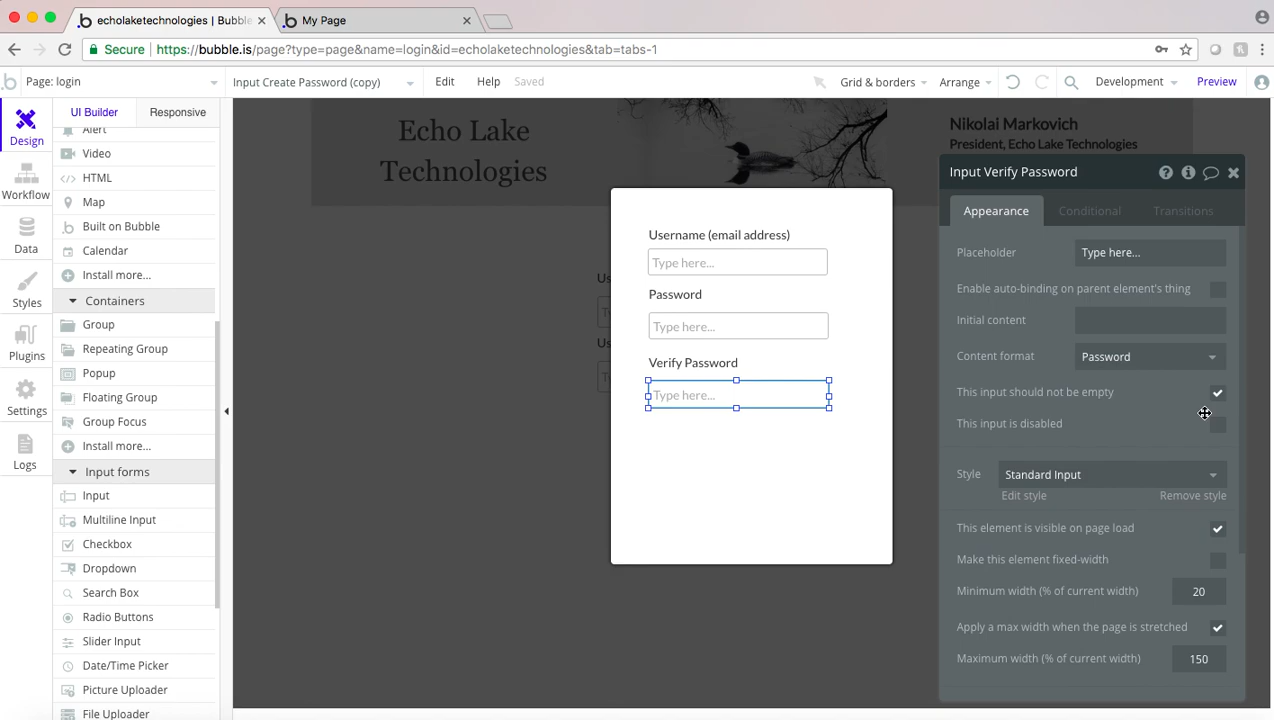 echolaketechnologies | Bubble
My Page
Secure
https://bubble.is/page?type=page&name=login&id=echolaketechnologies&tab=tabs-1
Page: login
Input Create Password (copy)
Edit
Help
Saved
Grid & borders
Arrange
Development
Preview
Design
Workflow
Data
Styles
Plugins
Settings
Logs
UI Builder
Responsive
Alert
Video
HTML
Map
Built on Bubble
Calendar
Install more...
Containers
Group
Repeating Group
Popup
Floating Group
Group Focus
Install more...
Input forms
Input
Multiline Input
Checkbox
Dropdown
Search Box
Radio Buttons
Slider Input
Date/Time Picker
Picture Uploader
File Uploader
Echo Lake
Technologies
Nikolai Markovich
President, Echo Lake Technologies
Us
Ty
Us
Ty
Username (email address)
Type here...
Password
Type here...
Verify Password
Type here...
Input Verify Password
Appearance
Conditional
Transitions
Placeholder
Type here...
Enable auto-binding on parent element's thing
Initial content
Content format
Password
This input should not be empty
This input is disabled
Style
Standard Input
Edit style
Remove style
This element is visible on page load
Make this element fixed-width
Minimum width (% of current width)
20
Apply a max width when the page is stretched
Maximum width (% of current width)
150